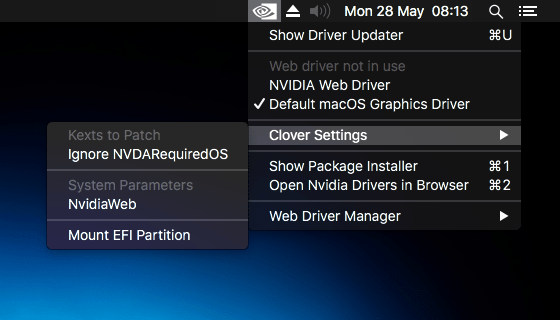 Mon 28 May 08:13
Show Driver Updater ⌘U
Web driver not in use
NVIDIA Web Driver
✓ Default macOS Graphics Driver
Clover Settings ▶
Show Package Installer ⌘1
Open Nvidia Drivers in Browser ⌘2
Web Driver Manager ▶
Kexts to Patch
Ignore NVDARequiredOS
System Parameters
NvidiaWeb
Mount EFI Partition